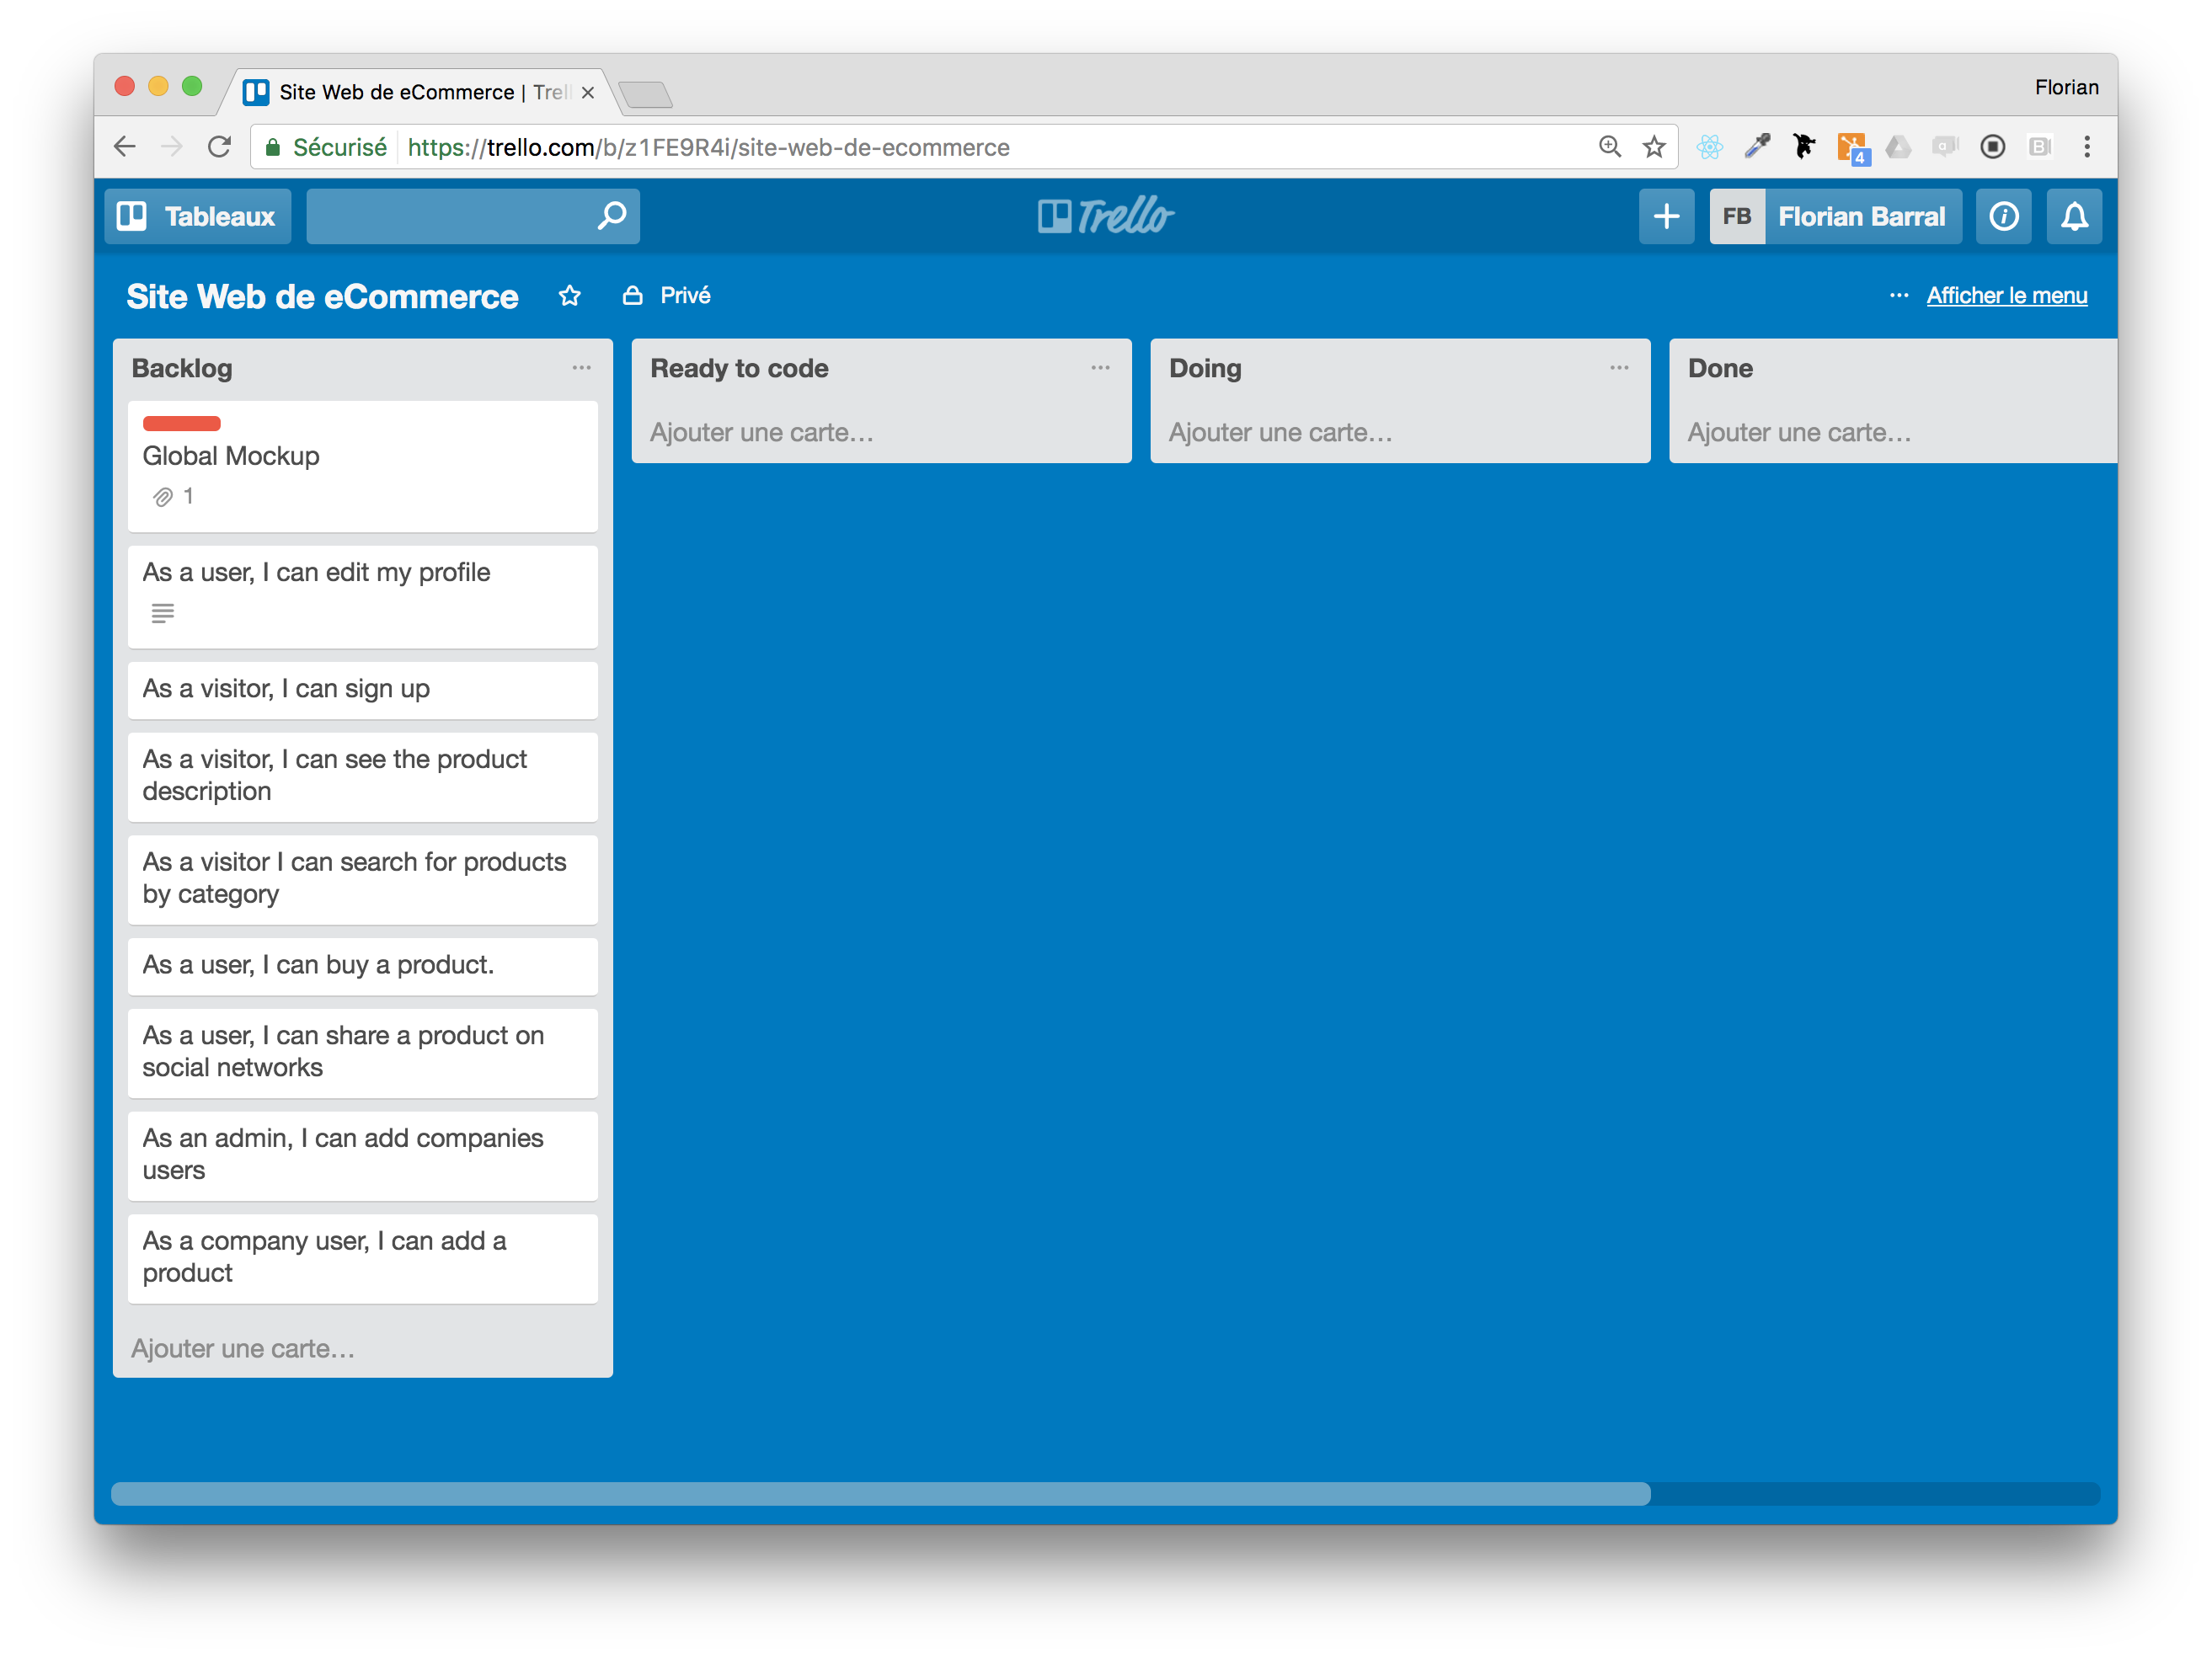 Site Web de eCommerce | Trell
Florian
Sécurisé https://trello.com/b/z1FE9R4i/site-web-de-ecommerce
4
a
B
Tableaux
Trello
FB Florian Barral
Site Web de eCommerce
Privé
Afficher le menu
Backlog
Global Mockup
1
As a user, I can edit my profile
As a visitor, I can sign up
As a visitor, I can see the product
description
As a visitor I can search for products
by category
As a user, I can buy a product.
As a user, I can share a product on
social networks
As an admin, I can add companies
users
As a company user, I can add a
product
Ajouter une carte…
Ready to code
Ajouter une carte…
Doing
Ajouter une carte…
Done
Ajouter une carte…